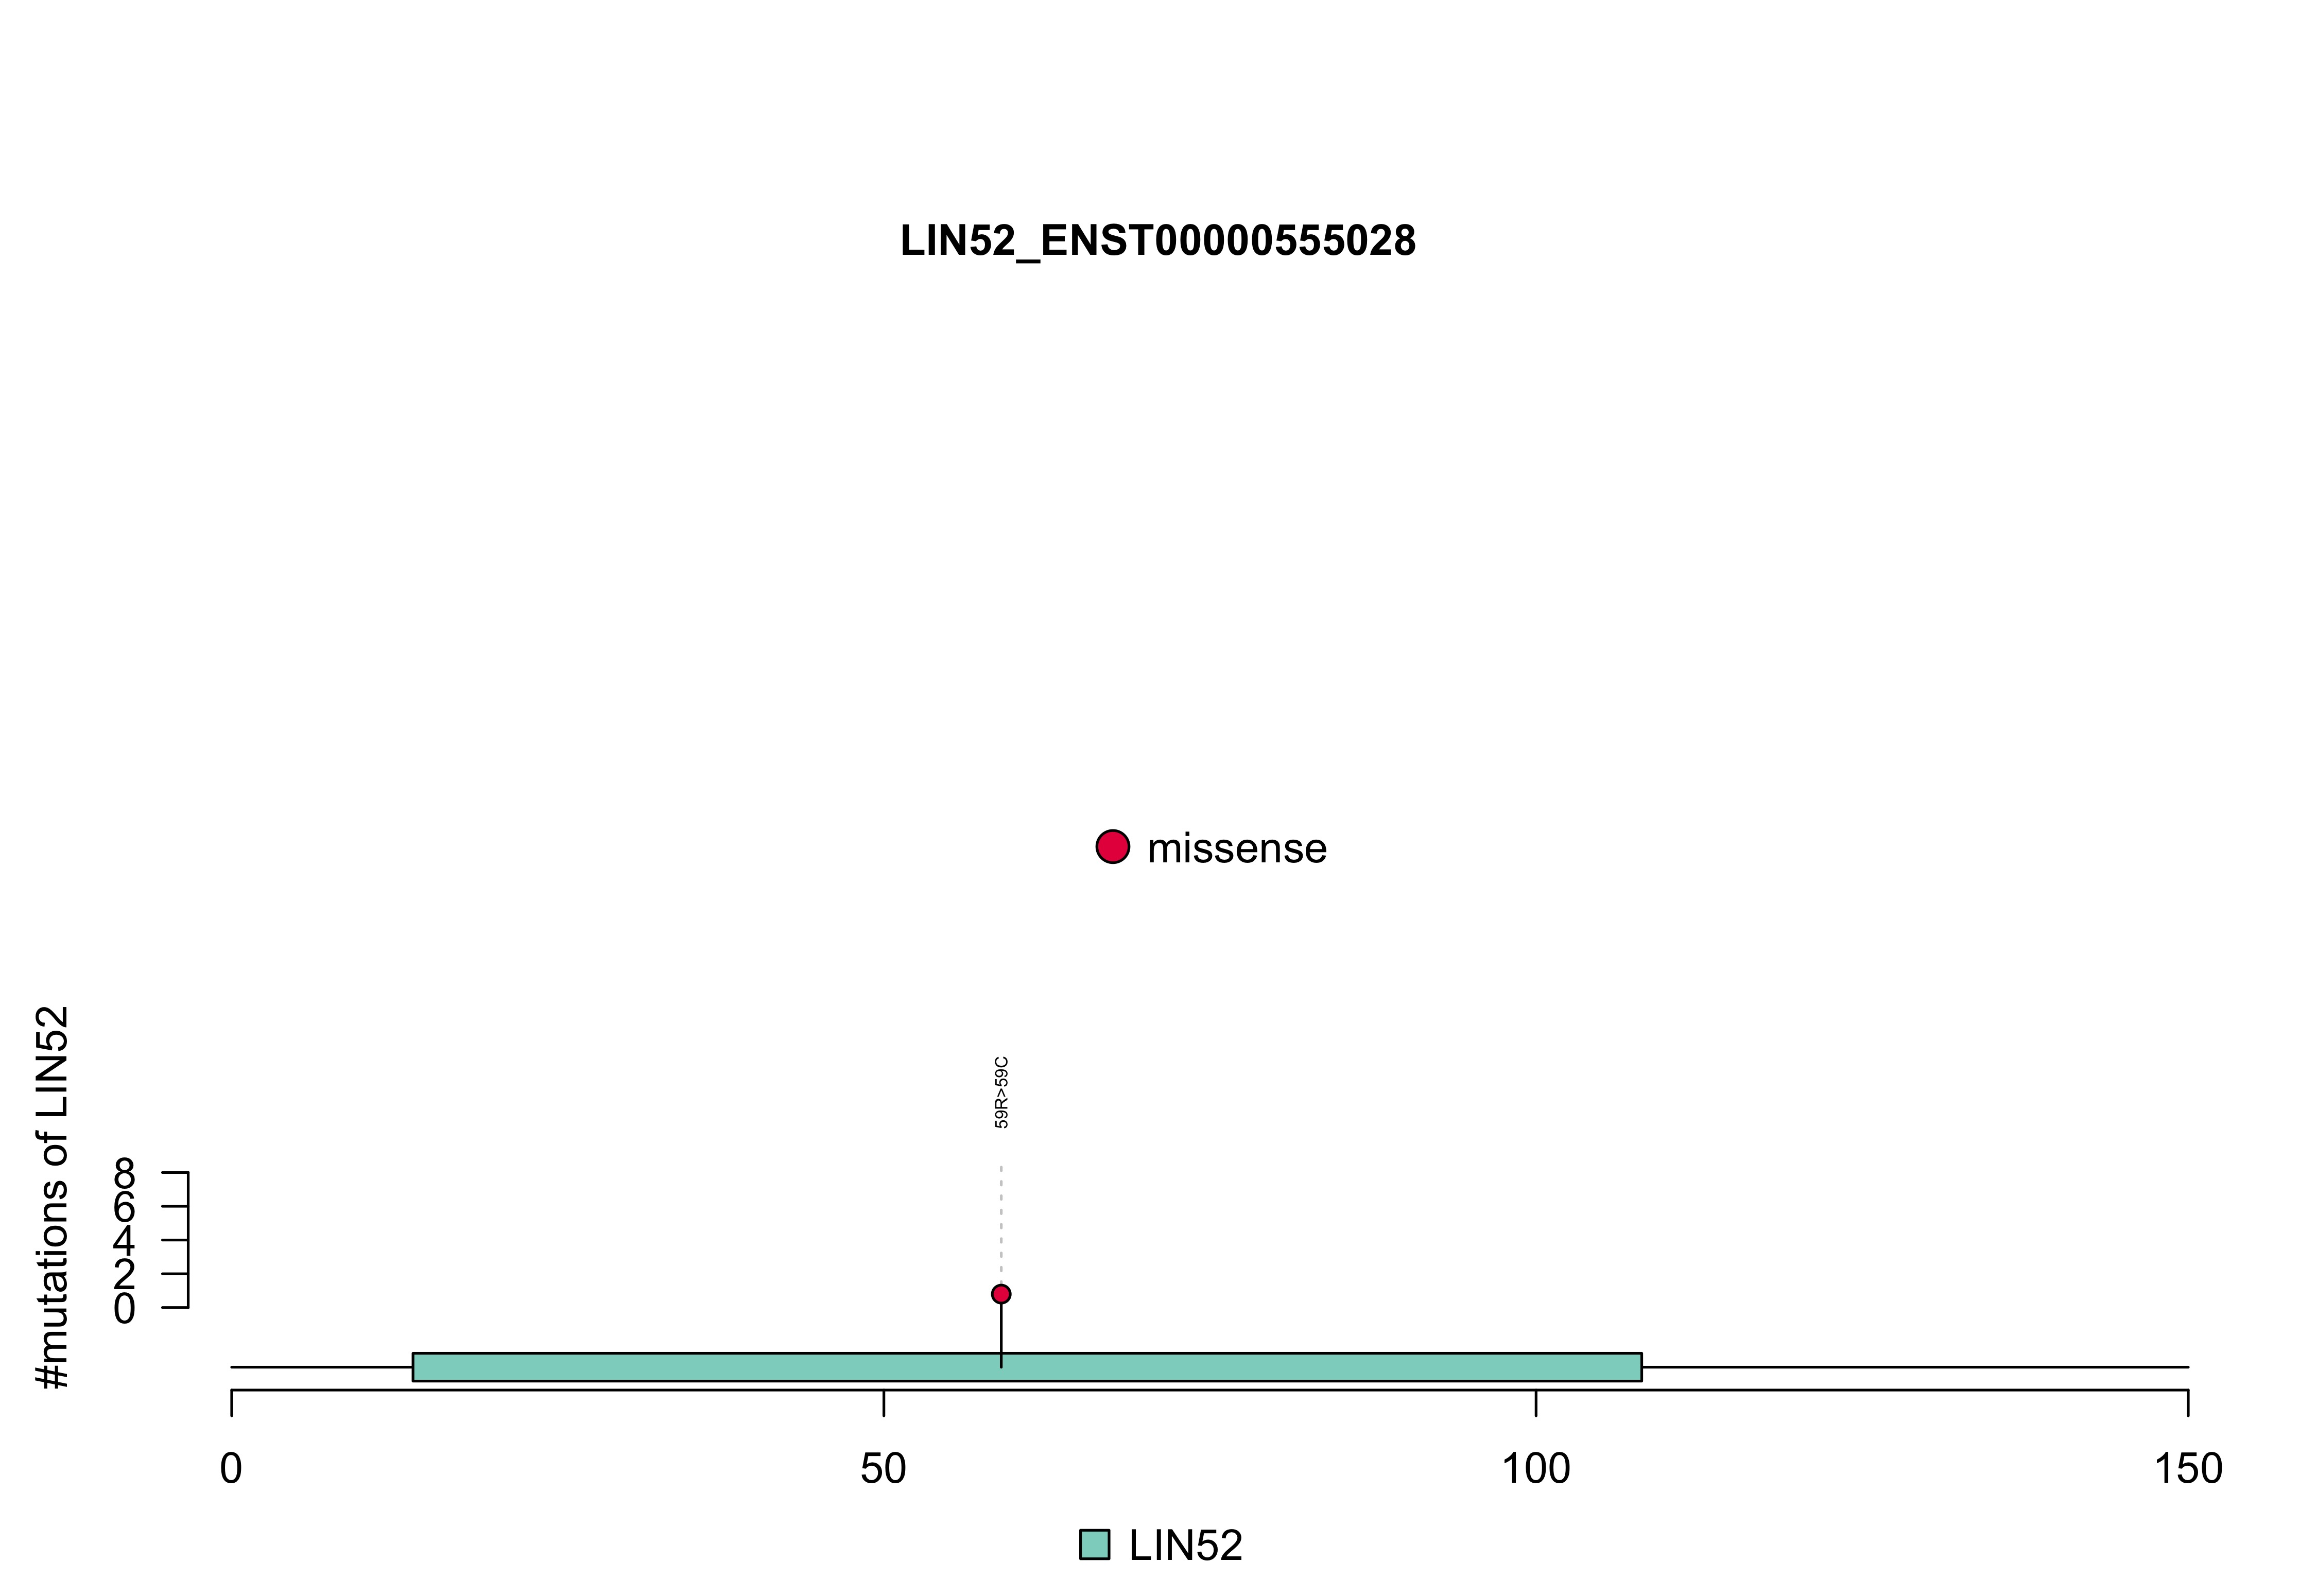 LIN52_ENST00000555028
missense
#mutations of LIN52
59R>59C
8
6
4
2
0
0
50
100
150
LIN52